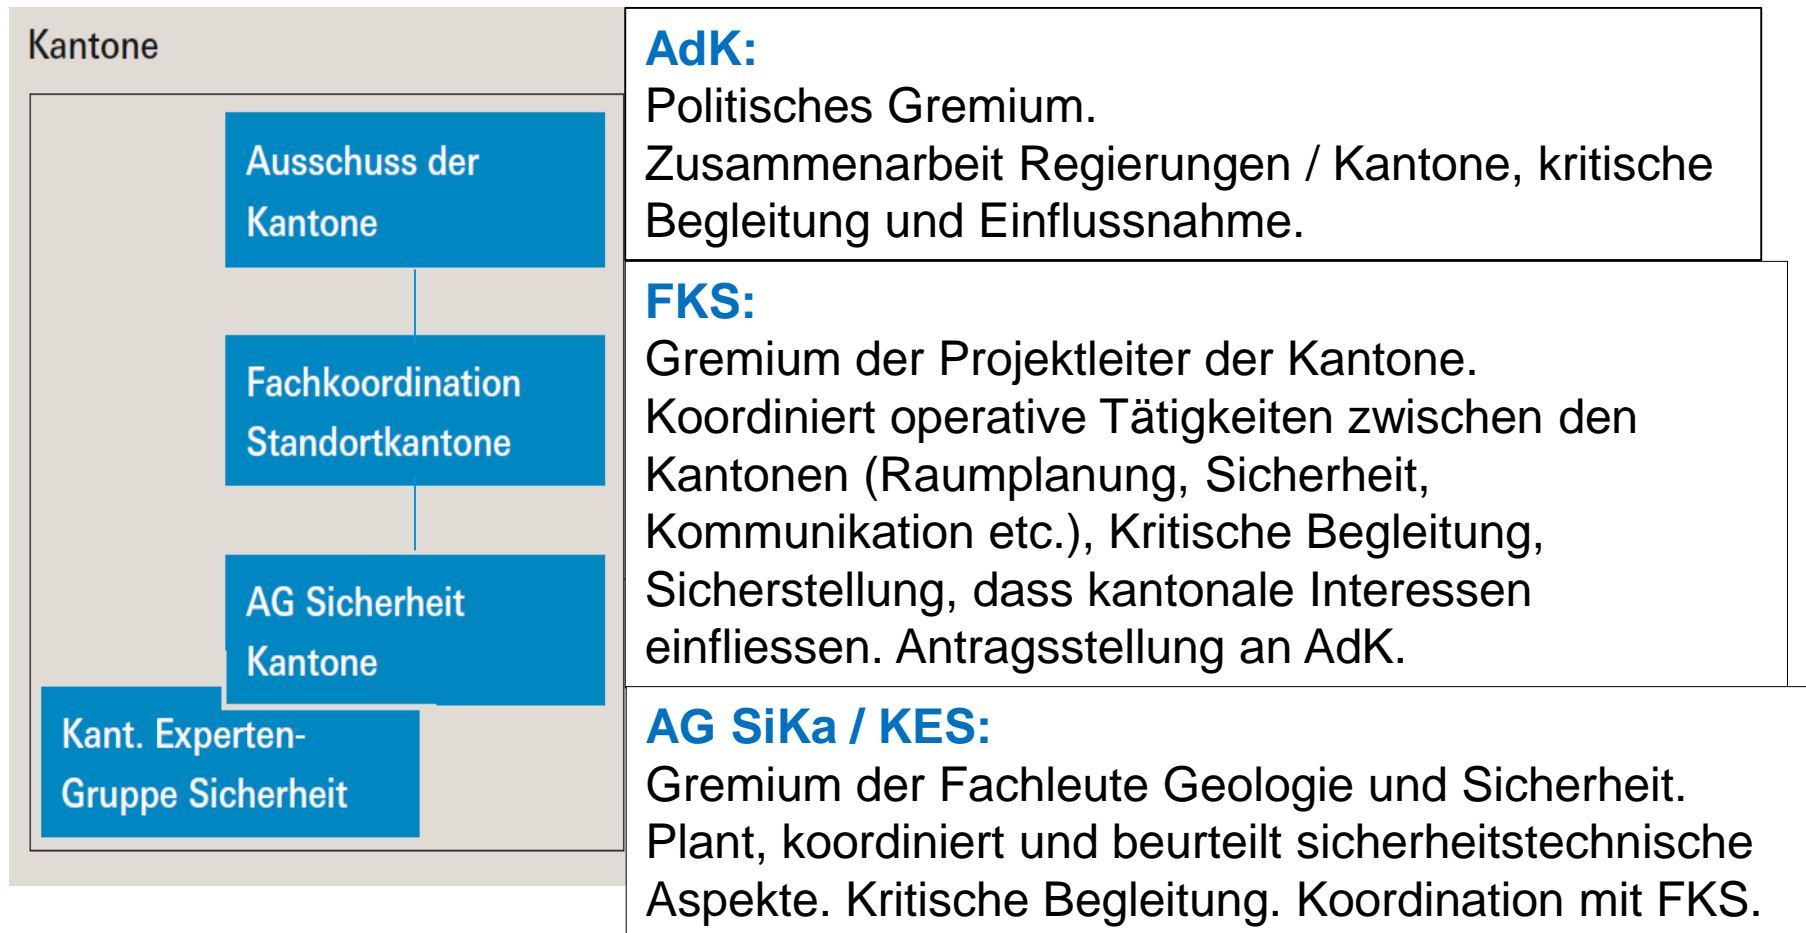 Kantone
Ausschuss der
Kantone
Fachkoordination
Standortkantone
AG Sicherheit
Kantone
Kant. Experten-
Gruppe Sicherheit
AdK:
Politisches Gremium.
Zusammenarbeit Regierungen / Kantone, kritische
Begleitung und Einflussnahme.
FKS:
Gremium der Projektleiter der Kantone.
Koordiniert operative Tätigkeiten zwischen den
Kantonen (Raumplanung, Sicherheit,
Kommunikation etc.), Kritische Begleitung,
Sicherstellung, dass kantonale Interessen
einfliessen. Antragsstellung an AdK.
AG SiKa / KES:
Gremium der Fachleute Geologie und Sicherheit.
Plant, koordiniert und beurteilt sicherheitstechnische
Aspekte. Kritische Begleitung. Koordination mit FKS.